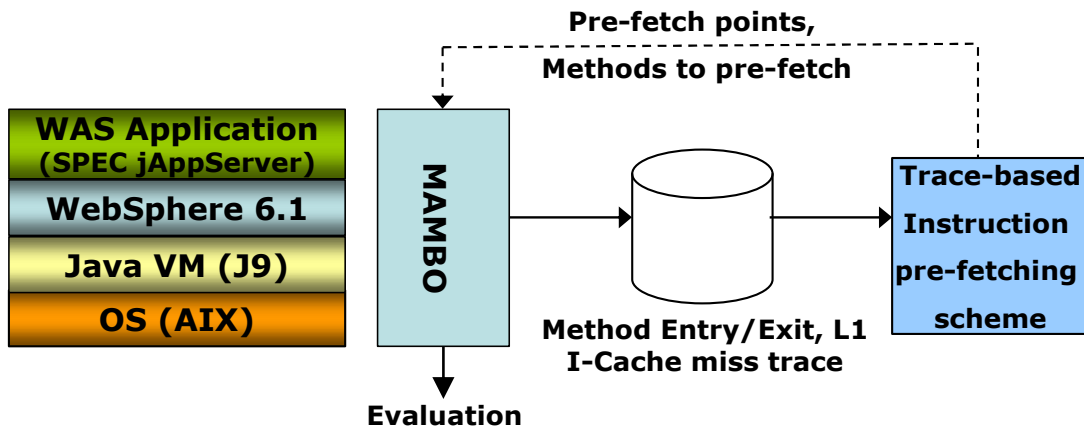 Pre-fetch points,
Methods to pre-fetch
WAS Application
(SPEC jAppServer)
WebSphere 6.1
Java VM (J9)
OS (AIX)
MAMBO
Method Entry/Exit, L1
I-Cache miss trace
Trace-based
Instruction
pre-fetching
scheme
Evaluation